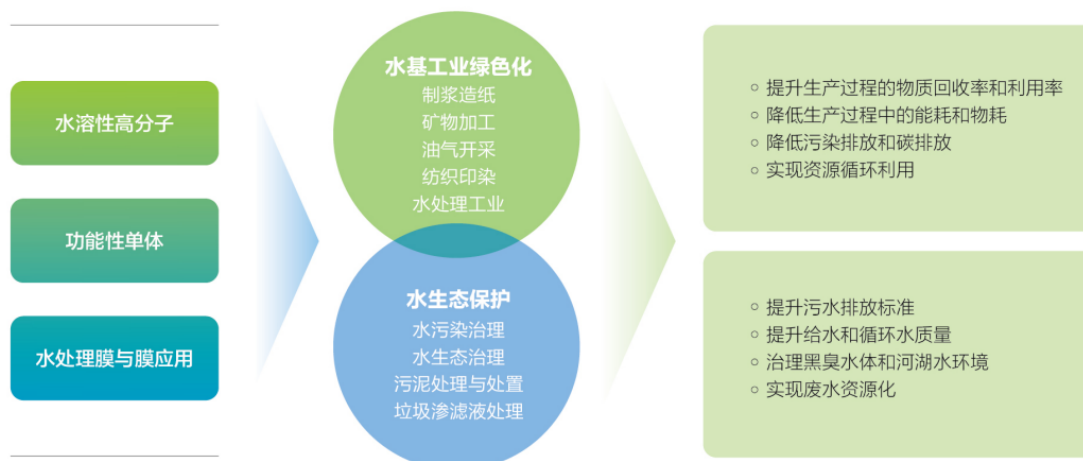 水溶性高分子
功能性单体
水处理膜与膜应用
水基工业绿色化
制浆造纸
矿物加工
油气开采
纺织印染
水处理工业
水生态保护
水污染治理
水生态治理
污泥处理与处置
垃圾渗滤液处理
提升生产过程的物质回收率和利用率
降低生产过程中的能耗和物耗
降低污染排放和碳排放
实现资源循环利用
提升污水排放标准
提升给水和循环水质量
治理黑臭水体和河湖水环境
实现废水资源化